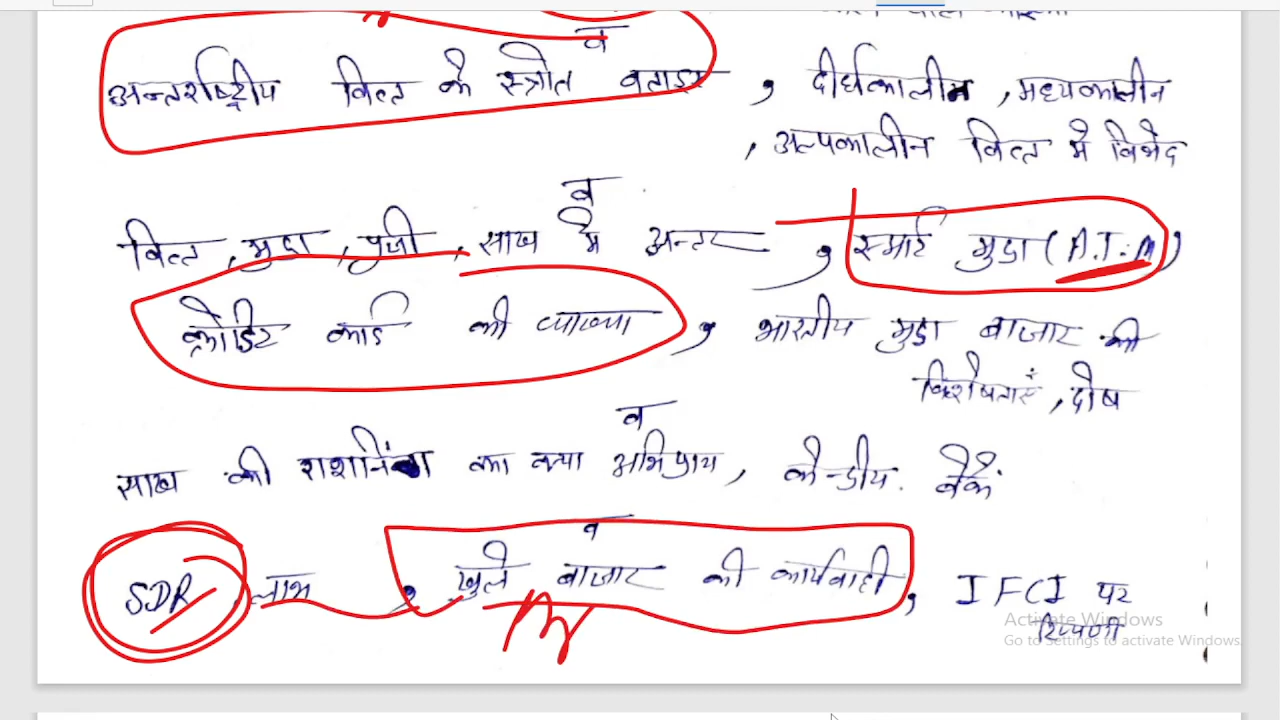 व
अन्तर्राष्ट्रीय वित्त के स्त्रोत बताइए , दीर्घकालीन , मध्यकालीन
, अल्पकालीन वित्त मे विभेद
व
वित्त , मुद्रा , पुंजी , साख मे अन्तर , स्मार्ट मुद्रा ( A.T.M )
क्रेडिट कार्ड की व्याख्या , भारतीय मुद्रा बाजार की
विशेषताएं , दोष
व
साख की राशनिंग का क्या अभिप्राय , केन्द्रीय बैंक
व
SDR लाभ , खुले बाजार की कार्यवाही , IFCI पर
टिप्पणी
Activate Windows
Go to Settings to activate Windows.